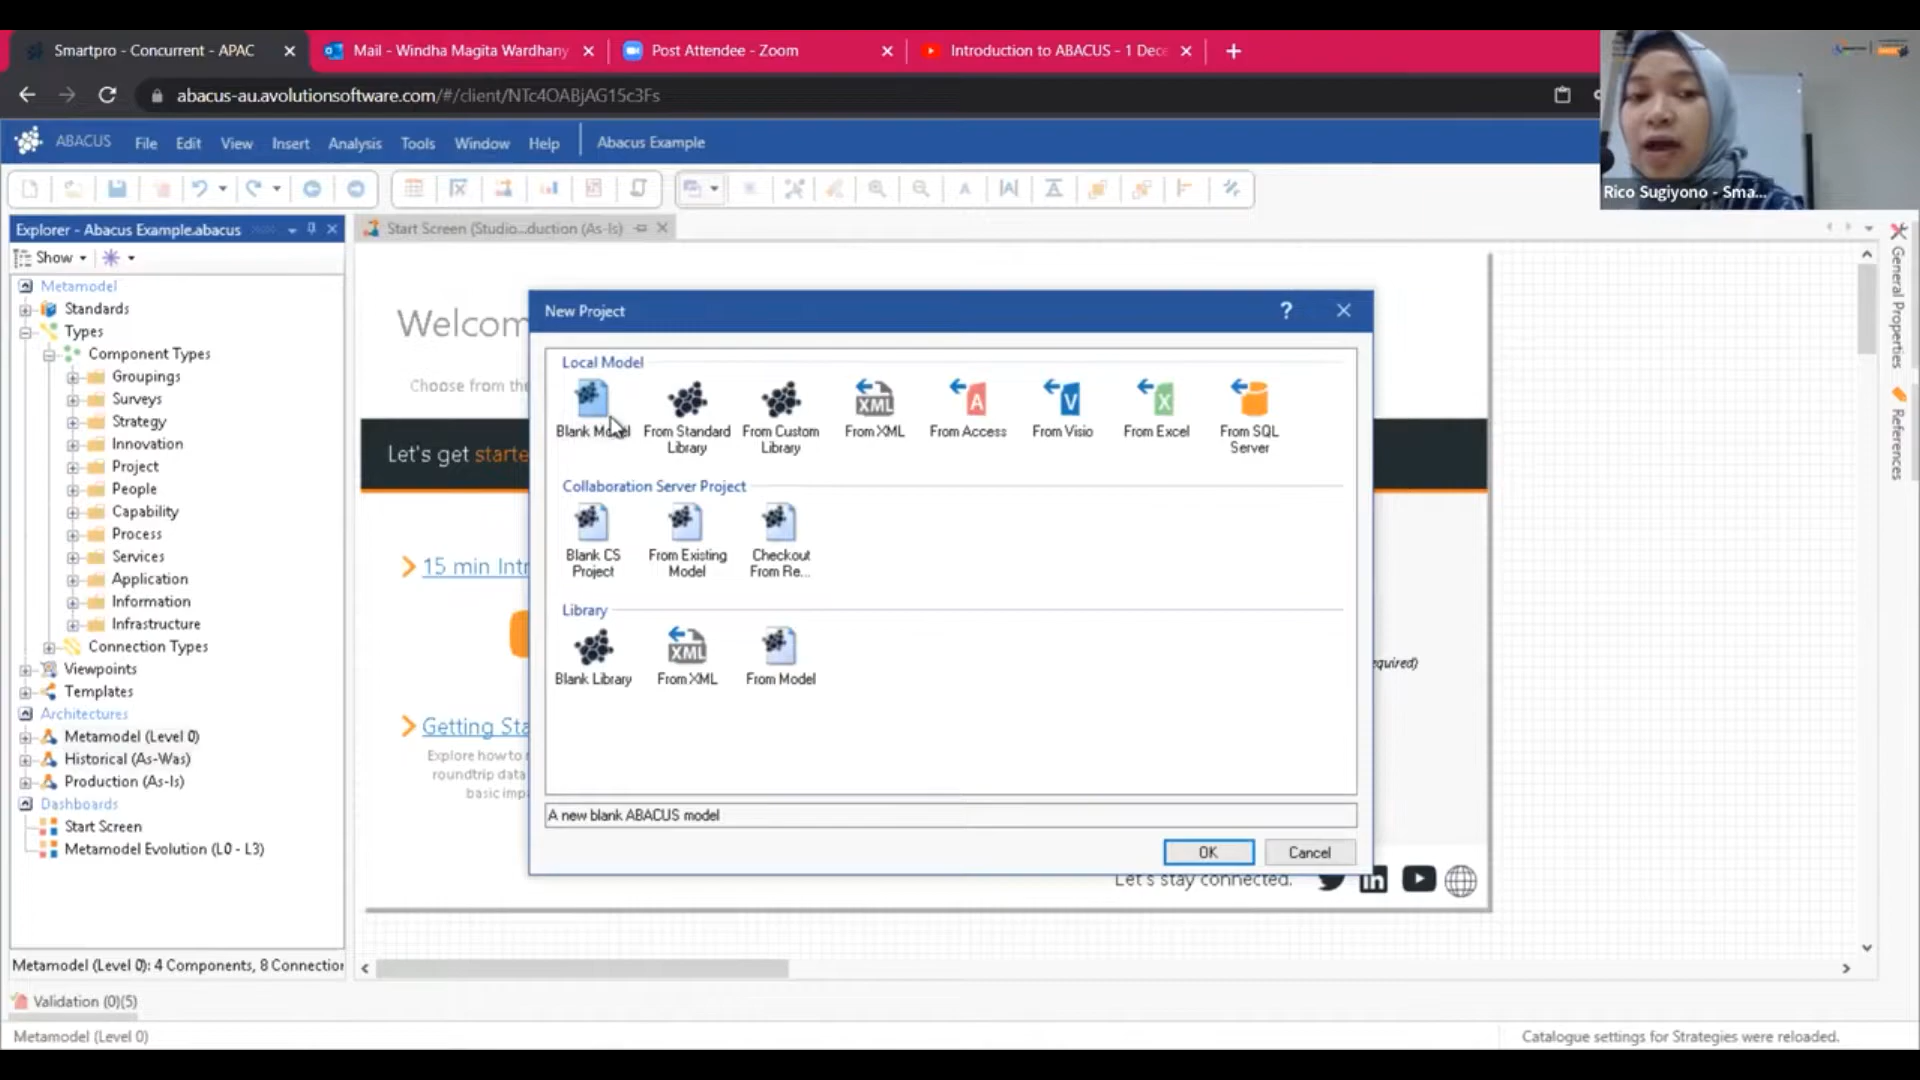 Smartpro - Concurrent - APAC
Mail - Windha Magita Wardhany
Post Attendee - Zoom
Introduction to ABACUS - 1 Dece
abacus-au.avolutionsoftware.com/#/client/NTc4OABjAG15c3Fs
ABACUS File Edit View Insert Analysis Tools Window Help Abacus Example
Rico Sugiyono - Sma...
Explorer - Abacus Example.abacus
Start Screen (Studio...duction (As-Is)
Show
Metamodel
Standards
Types
Component Types
Groupings
Surveys
Strategy
Innovation
Project
People
Capability
Process
Services
Application
Information
Infrastructure
Connection Types
Viewpoints
Templates
Architectures
Metamodel (Level 0)
Historical (As-Was)
Production (As-Is)
Dashboards
Start Screen
Metamodel Evolution (L0 - L3)
Metamodel (Level 0): 4 Components, 8 Connection
Validation (0)(5)
Metamodel (Level 0)
Welcom
Choose from the
Let's get starte
15 min Intr
Getting Sta
Explore how to
roundtrip data
basic imp
equired)
Let's stay connected.
New Project
Local Model
Blank Model
From Standard Library
From Custom Library
From XML
From Access
From Visio
From Excel
From SQL Server
Collaboration Server Project
Blank CS Project
From Existing Model
Checkout From Re...
Library
Blank Library
From XML
From Model
A new blank ABACUS model
OK
Cancel
General Properties
References
Catalogue settings for Strategies were reloaded.